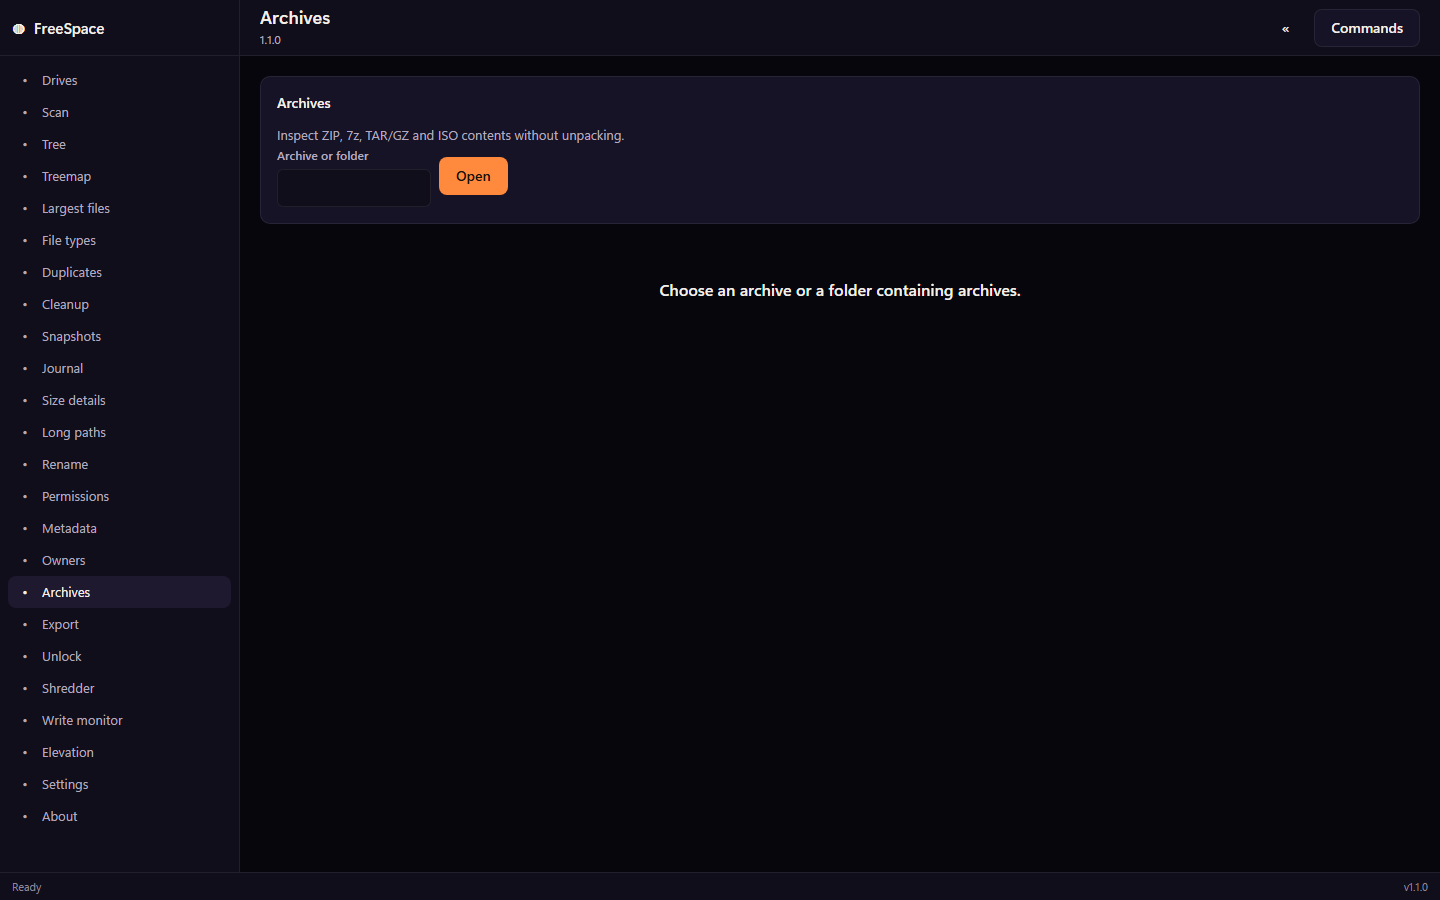 FreeSpace
Archives
1.1.0
«
Commands
• Drives
• Scan
• Tree
• Treemap
• Largest files
• File types
• Duplicates
• Cleanup
• Snapshots
• Journal
• Size details
• Long paths
• Rename
• Permissions
• Metadata
• Owners
• Archives
• Export
• Unlock
• Shredder
• Write monitor
• Elevation
• Settings
• About
Archives
Inspect ZIP, 7z, TAR/GZ and ISO contents without unpacking.
Archive or folder
Open
Choose an archive or a folder containing archives.
Ready
v1.1.0